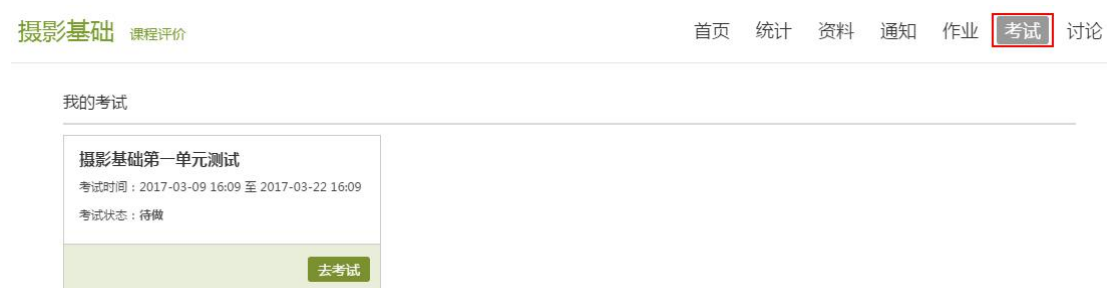 摄影基础 课程评价 首页 统计 资料 通知 作业 考试 讨论
我的考试
摄影基础第一单元测试
考试时间：2017-03-09 16:09 至 2017-03-22 16:09
考试状态：待做
去考试